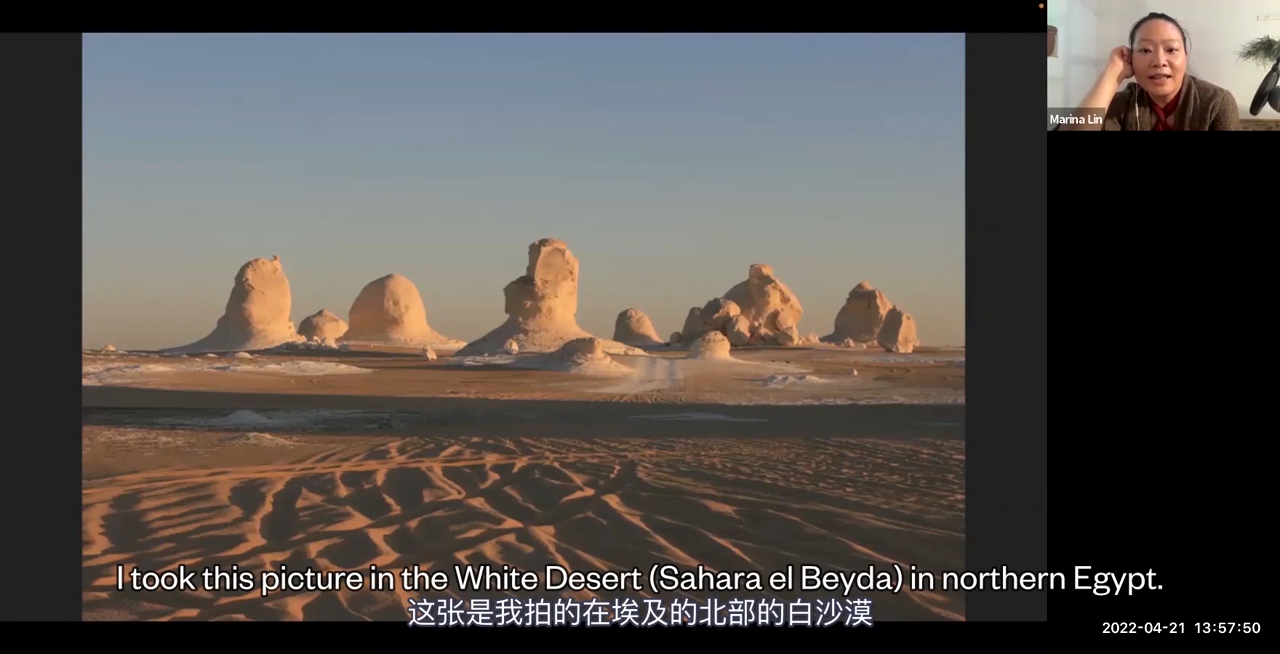 Marina Lin
I took this picture in the White Desert (Sahara el Beyda) in northern Egypt.
这张是我拍的在埃及的北部的白沙漠
2022-04-21 13:57:50